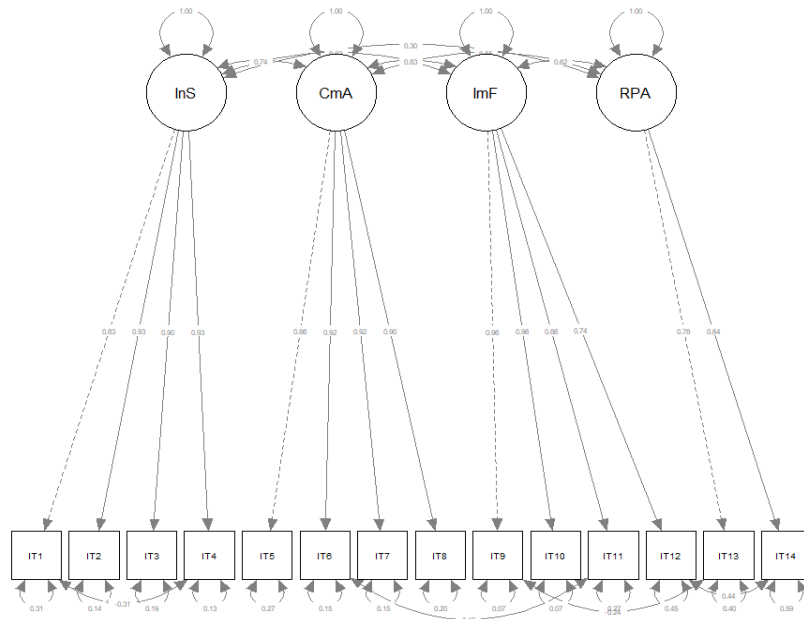 1.00 1.00 1.00 1.00
0.30
0.74 0.83 0.62
InS CmA ImF RPA
0.83 0.93 0.90 0.93 0.86 0.92 0.92 0.90 0.96 0.96 0.86 0.74 0.78 0.64
IT1 IT2 IT3 IT4 IT5 IT6 IT7 IT8 IT9 IT10 IT11 IT12 IT13 IT14
-0.31 0.44
0.31 0.14 0.19 0.13 0.27 0.15 0.15 0.20 0.07 0.07 0.27 -0.24 0.45 0.40 0.59